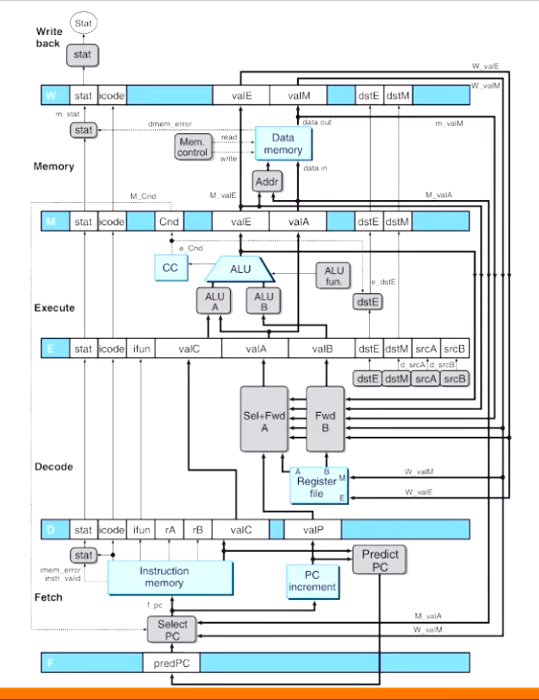 Stat
Write
back
stat
W_valE
W stat icode valE valM dstE dstM
W_valM
m_stat
stat
dmem_error
data out
m_valM
Mem.
control
read
write
Data
memory
data in
Memory
Addr
M_Cnd
M_valE
M_valA
M stat icode Cnd valE valA dstE dstM
e_Cnd
CC
ALU
ALU
fun.
e_dstE
dstE
ALU
A
ALU
B
Execute
E stat icode ifun valC valA valB dstE dstM srcA srcB
d_srcA d_srcB
dstE dstM srcA srcB
Sel+Fwd
A
Fwd
B
Decode
A B
M
Register
file
E
W_valM
W_valE
D stat icode ifun rA rB valC valP
stat
imem_error
instr_valid
Instruction
memory
PC
increment
Predict
PC
Fetch
f_pc
Select
PC
M_valA
W_valM
F predPC